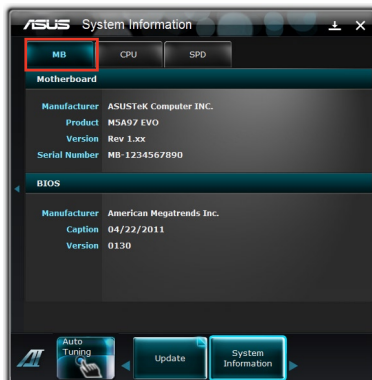 ASUS System Information
MB CPU SPD
Motherboard
Manufacturer ASUSTeK Computer INC.
Product M5A97 EVO
Version Rev 1.xx
Serial Number MB-1234567890
BIOS
Manufacturer American Megatrends Inc.
Caption 04/22/2011
Version 0130
Auto
Tuning
Update
System
Information